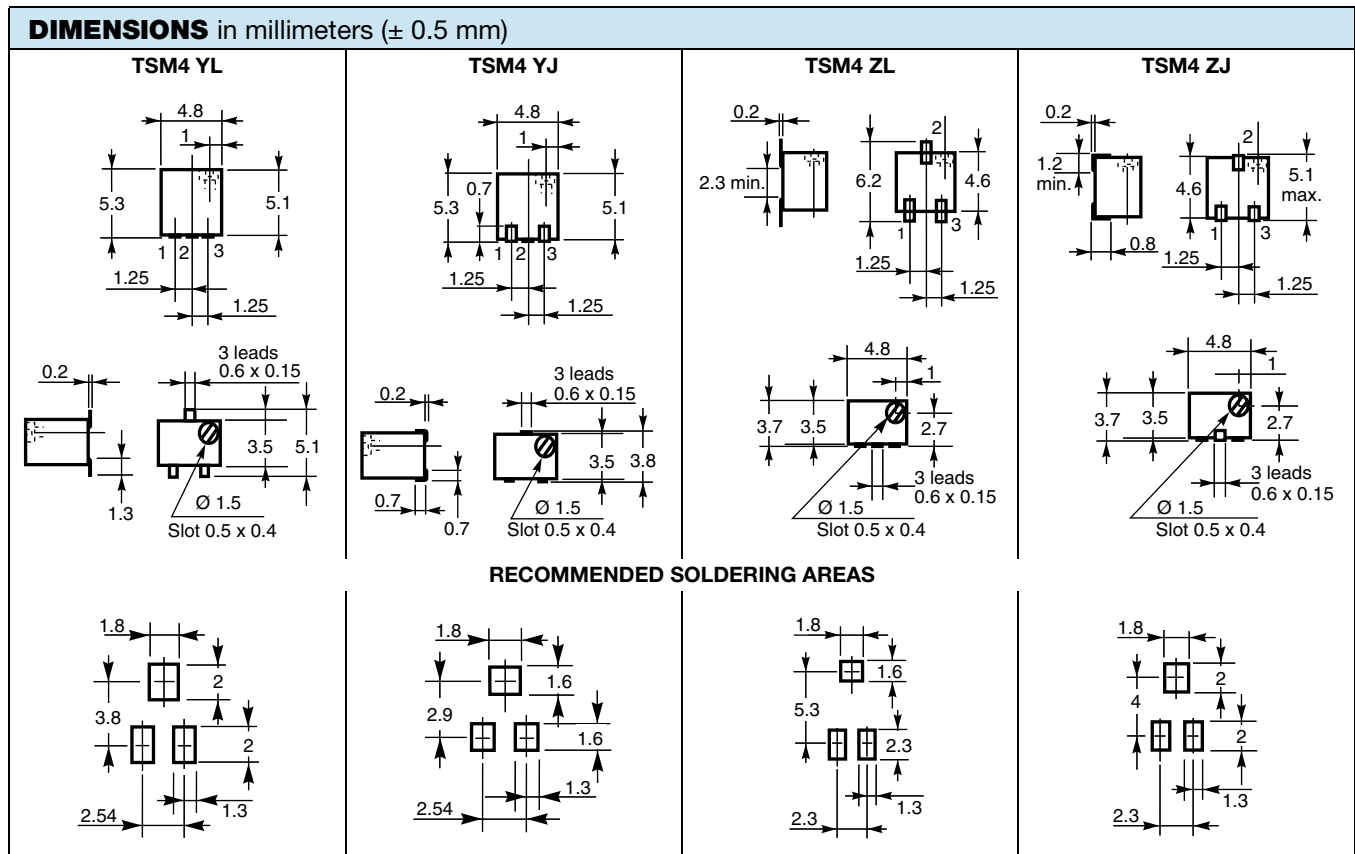 DIMENSIONS in millimeters (± 0.5 mm)
TSM4 YL
4.8
1
5.3
5.1
1 2 3
1.25
1.25
0.2
3 leads
0.6 x 0.15
3.5
5.1
1.3
Ø 1.5
Slot 0.5 x 0.4
TSM4 YJ
4.8
1
0.7
5.3
5.1
1 2 3
1.25
1.25
0.2
3 leads
0.6 x 0.15
3.5
3.8
0.7
0.7
Ø 1.5
Slot 0.5 x 0.4
TSM4 ZL
0.2
2
2.3 min.
6.2
4.6
1
3
1.25
1.25
4.8
1
3.7
3.5
2.7
3 leads
0.6 x 0.15
Ø 1.5
Slot 0.5 x 0.4
TSM4 ZJ
0.2
2
1.2
min.
4.6
5.1
max.
0.8
1
3
1.25
1.25
4.8
1
3.7
3.5
2.7
3 leads
0.6 x 0.15
Ø 1.5
Slot 0.5 x 0.4
RECOMMENDED SOLDERING AREAS
1.8
2
3.8
2
1.3
2.54
1.8
1.6
2.9
1.6
1.3
2.54
1.8
1.6
5.3
2.3
1.3
2.3
1.8
2
4
2
1.3
2.3